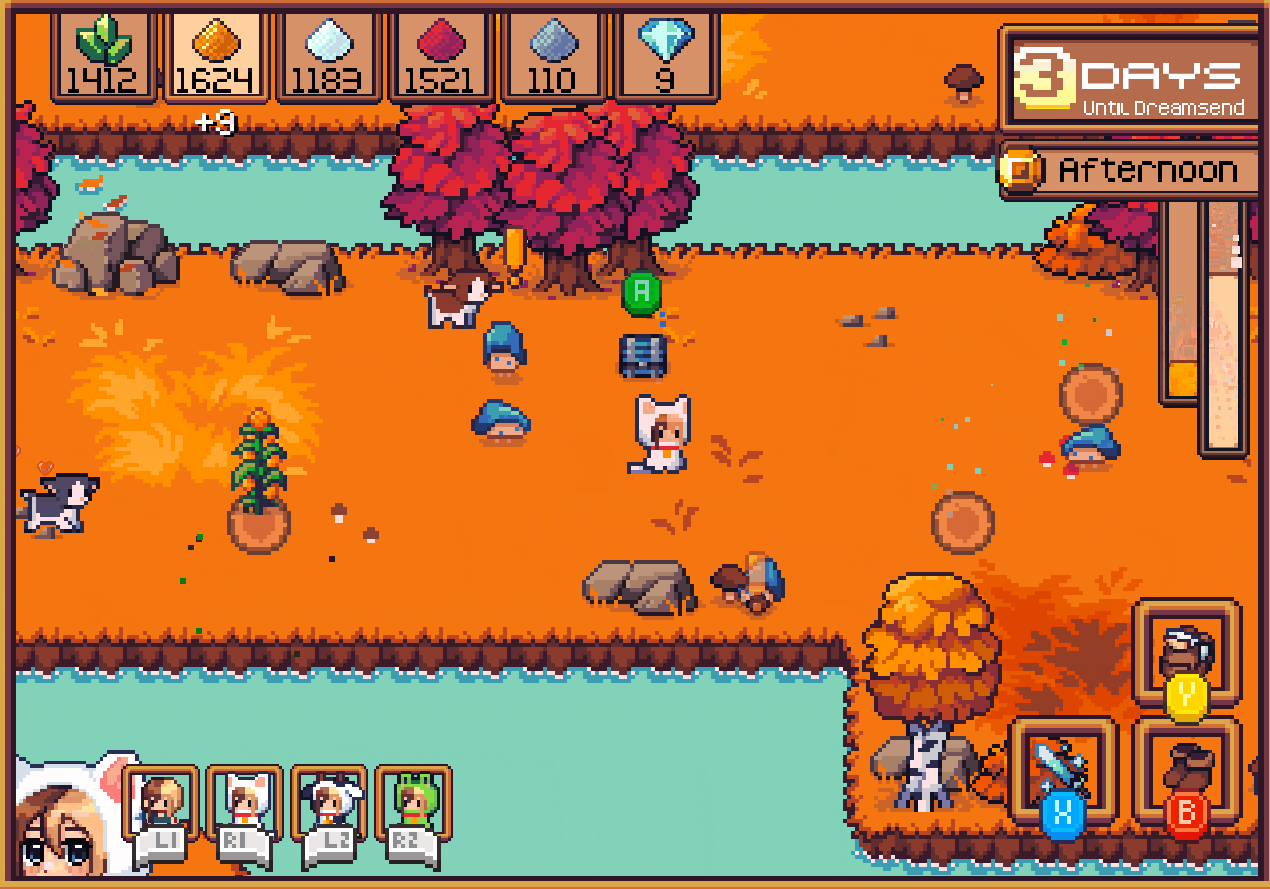 1412 1624 1183 1521 110 9
+9
3 DAYS
Until Dreamsend
Afternoon
A
Y
X B
L1 R1 L2 R2